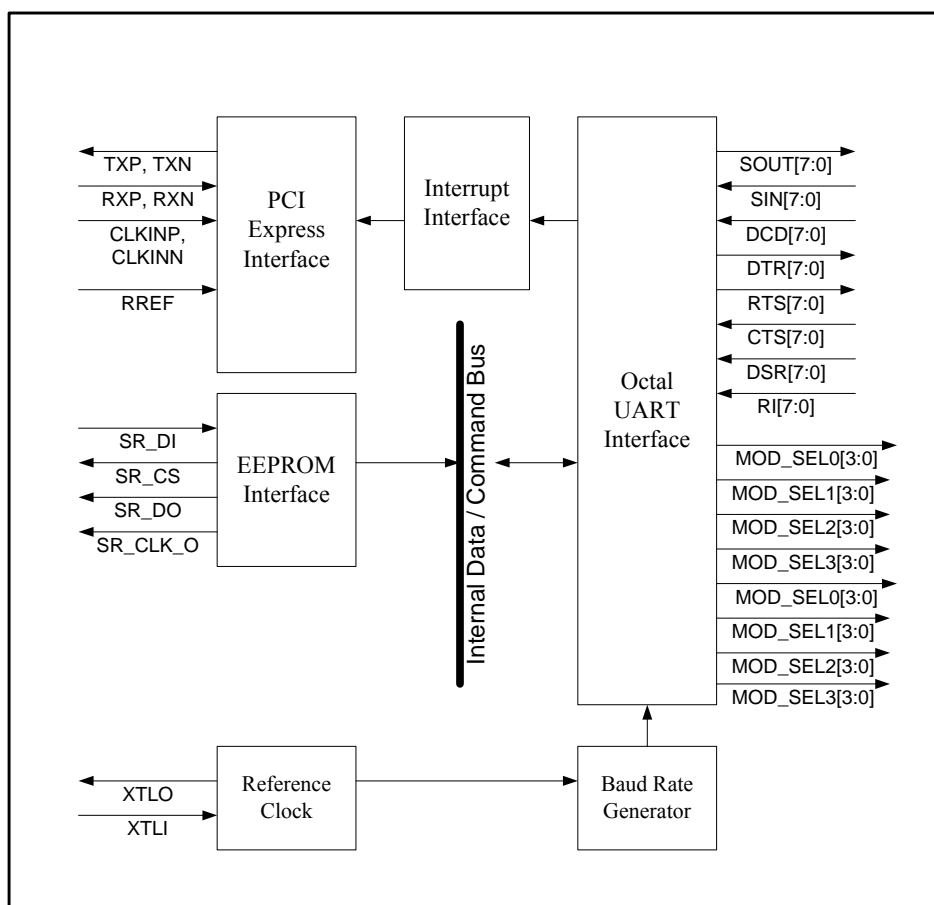 TXP, TXN
RXP, RXN
CLKINP,
CLKINN
RREF
PCI
Express
Interface
Interrupt
Interface
Octal
UART
Interface
SOUT[7:0]
SIN[7:0]
DCD[7:0]
DTR[7:0]
RTS[7:0]
CTS[7:0]
DSR[7:0]
RI[7:0]
MOD_SEL0[3:0]
MOD_SEL1[3:0]
MOD_SEL2[3:0]
MOD_SEL3[3:0]
MOD_SEL0[3:0]
MOD_SEL1[3:0]
MOD_SEL2[3:0]
MOD_SEL3[3:0]
SR_DI
SR_CS
SR_DO
SR_CLK_O
EEPROM
Interface
Internal Data / Command Bus
XTLO
XTLI
Reference
Clock
Baud Rate
Generator